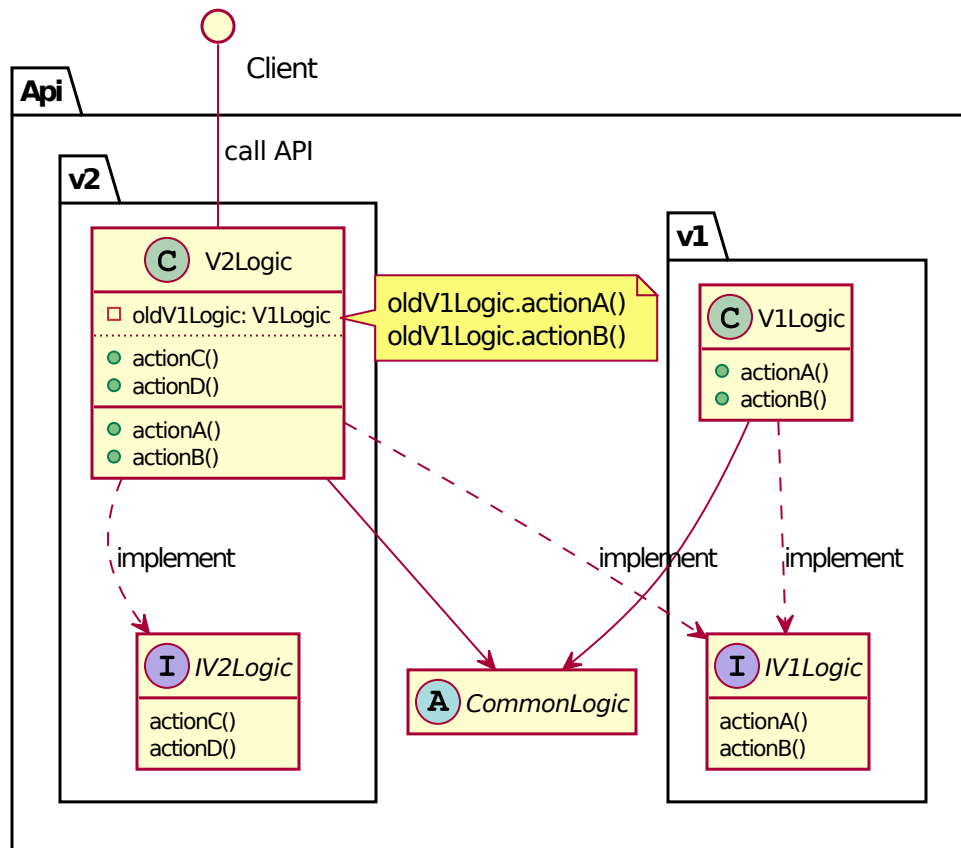 Client
Api
call API
v2
C V2Logic
oldV1Logic: V1Logic
actionC()
actionD()
actionA()
actionB()
oldV1Logic.actionA()
oldV1Logic.actionB()
v1
C V1Logic
actionA()
actionB()
implement
implement
implement
I IV2Logic
actionC()
actionD()
A CommonLogic
I IV1Logic
actionA()
actionB()